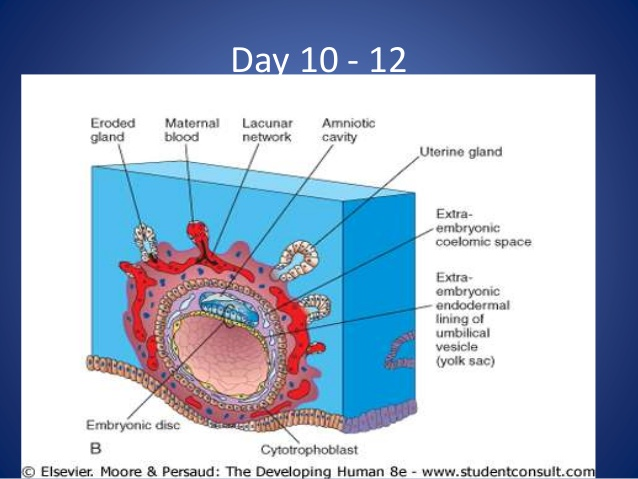 Day 10 - 12
Eroded
gland
Maternal
blood
Lacunar
network
Amniotic
cavity
Uterine gland
Extra-
embryonic
coelomic space
Extra-
embryonic
endodermal
lining of
umbilical
vesicle
(yolk sac)
Embryonic disc
Cytotrophoblast
B
© Elsevier. Moore & Persaud: The Developing Human 8e - www.studentconsult.com